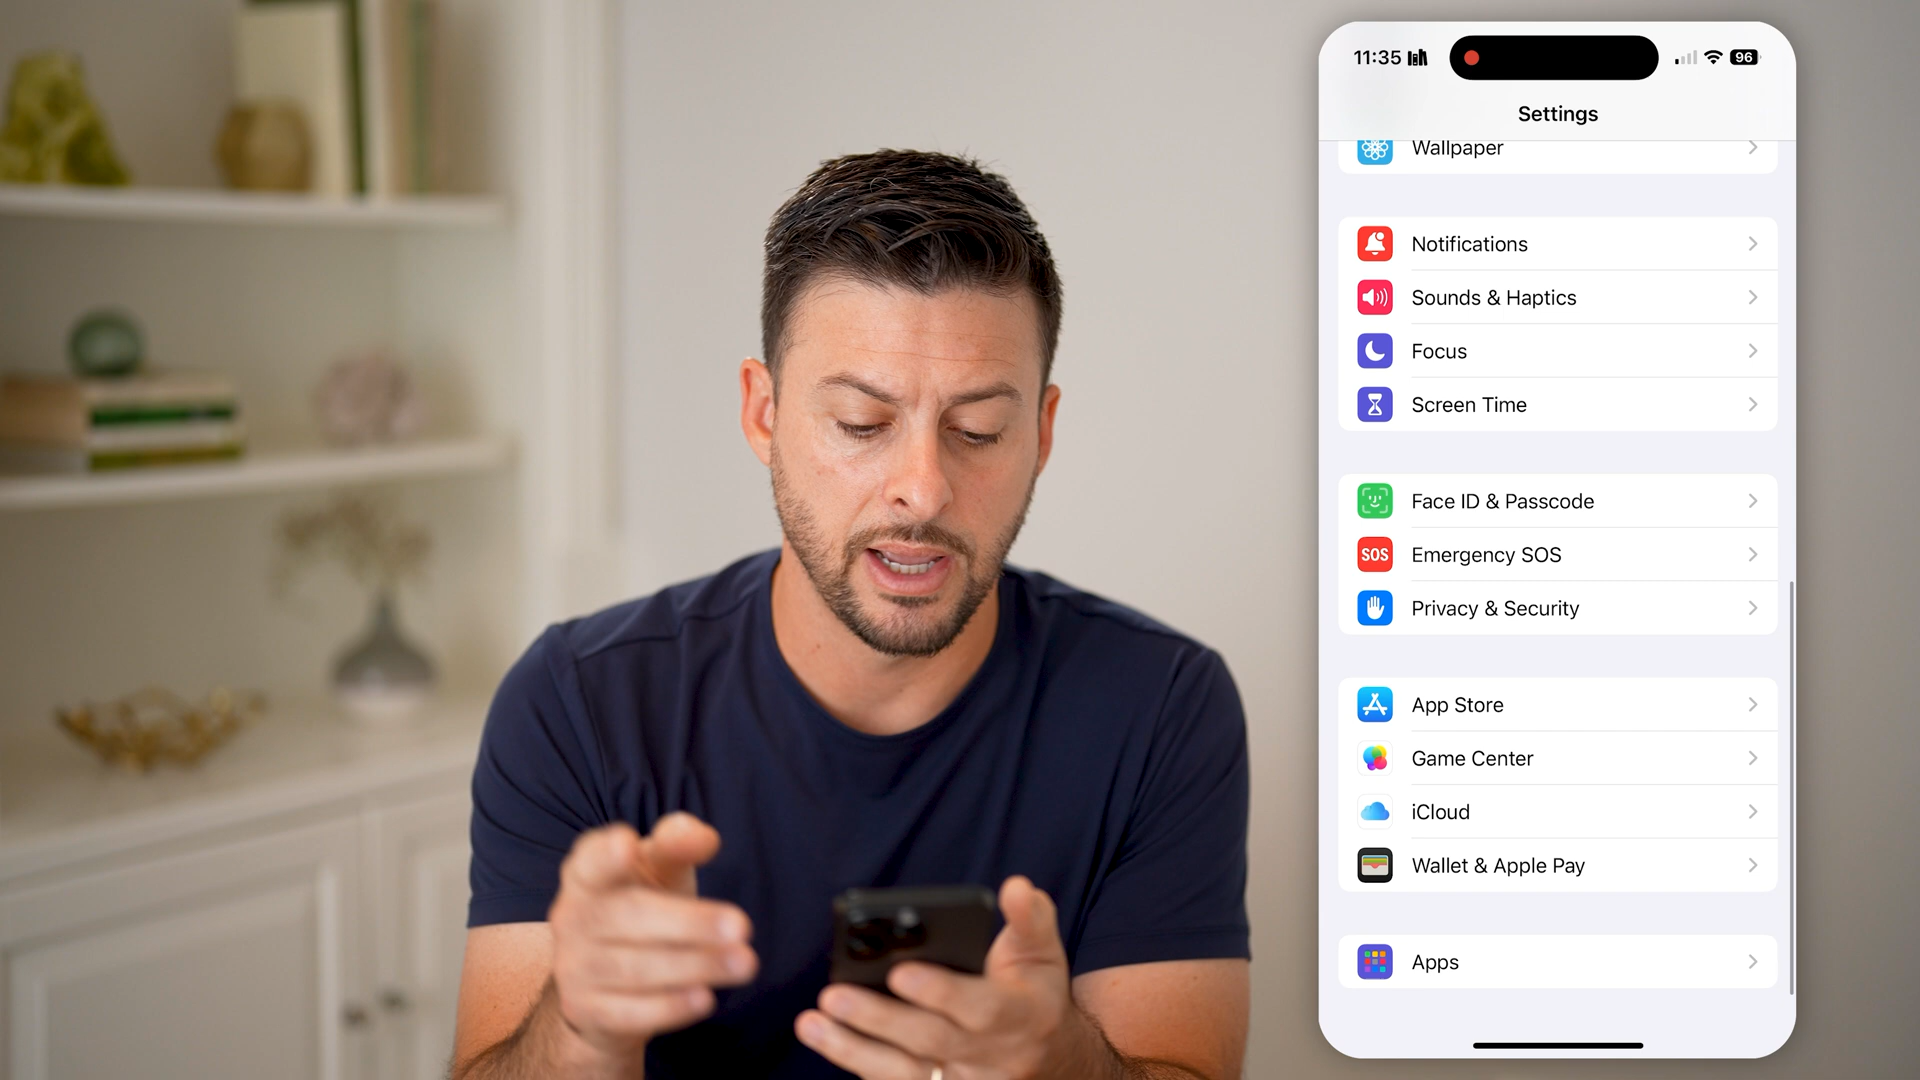 11:35
96
Settings
Wallpaper
Notifications
Sounds & Haptics
Focus
Screen Time
Face ID & Passcode
SOS
Emergency SOS
Privacy & Security
App Store
Game Center
iCloud
Wallet & Apple Pay
Apps